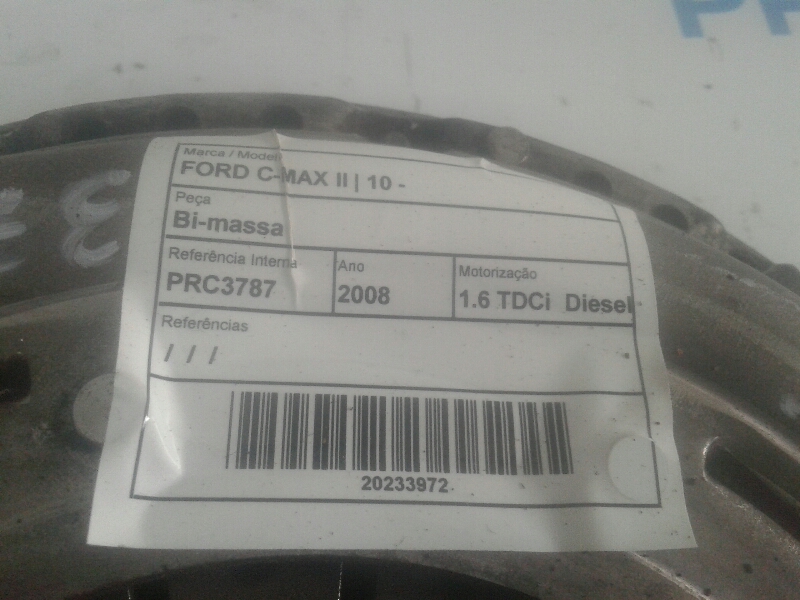 Marca / Modelo
FORD C-MAX II | 10 -
Peça
Bi-massa
Referência Interna
PRC3787
Ano
2008
Motorização
1.6 TDCi Diesel
Referências
/ / /
20233972